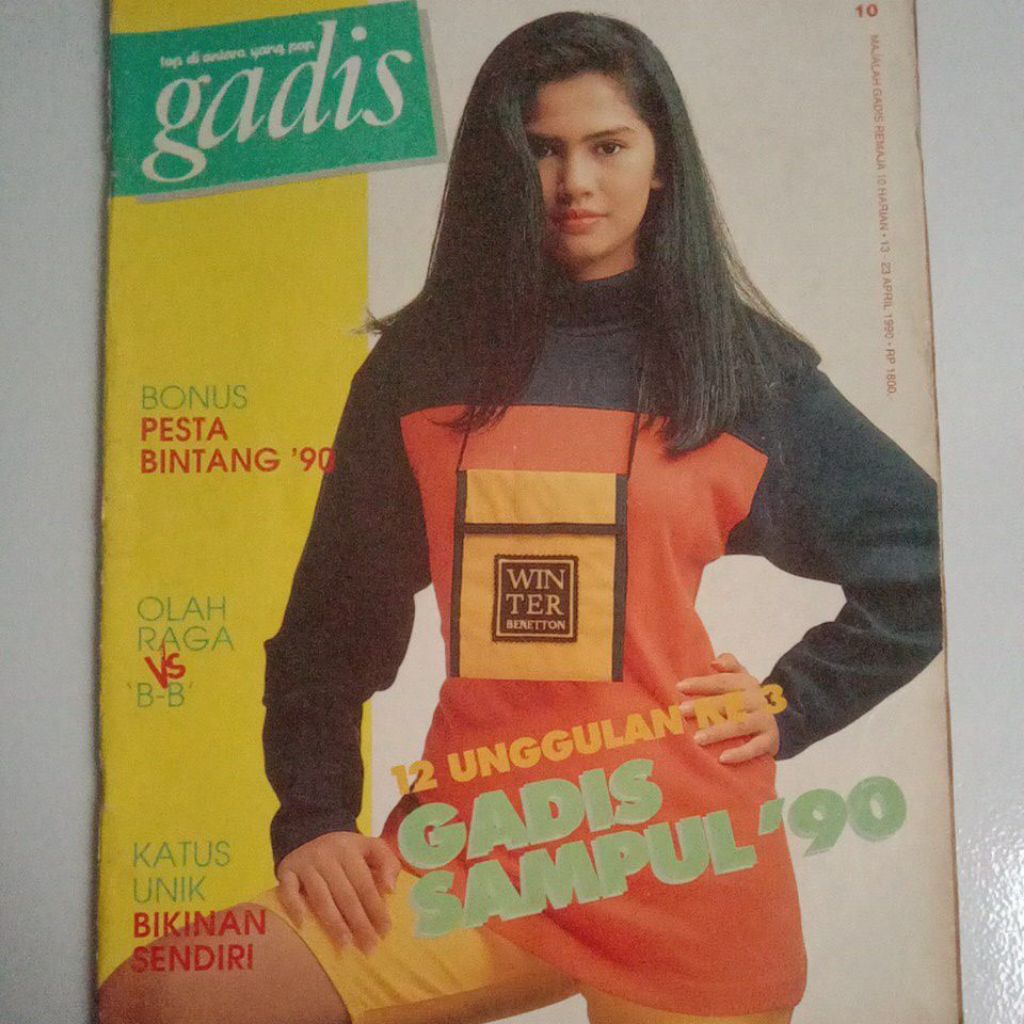 10
top di antara yang pop
gadis
MAJALAH GADIS REMAJA 10 HARIAN • 13 - 23 APRIL 1990 • RP 1800,
BONUS
PESTA
BINTANG '90
WIN
TER
BENETTON
OLAH
RAGA
VS
'B-B'
12 UNGGULAN KE 3
GADIS
SAMPUL '90
KATUS
UNIK
BIKINAN
SENDIRI